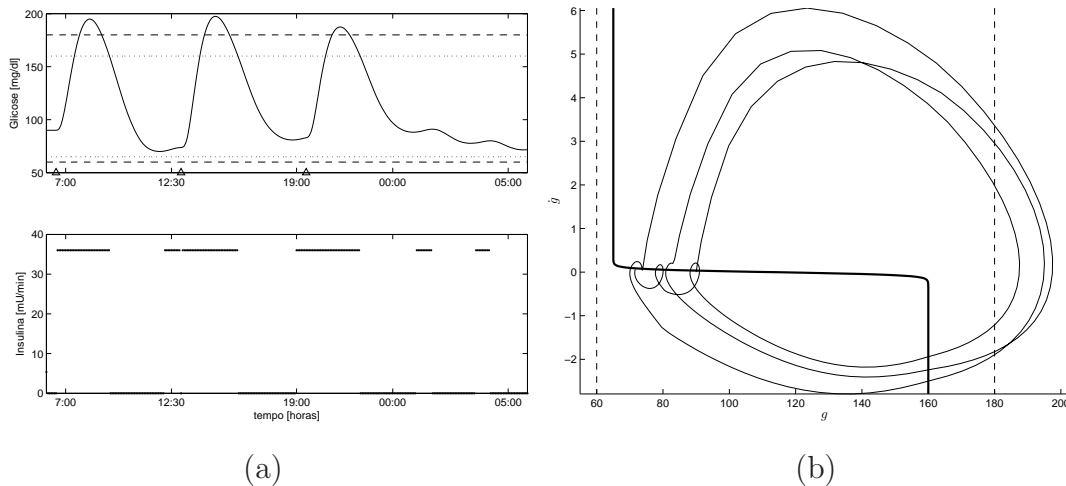 200
150
100
50
Glicose [mg/dl]
7:00 12:30 19:00 00:00 05:00
40
30
20
10
0
Insulina [mU/min]
7:00 12:30 19:00 00:00 05:00
tempo [horas]
(a)
6
5
4
3
2
1
0
−1
−2
ġ
60 80 100 120 140 160 180 200
g
(b)